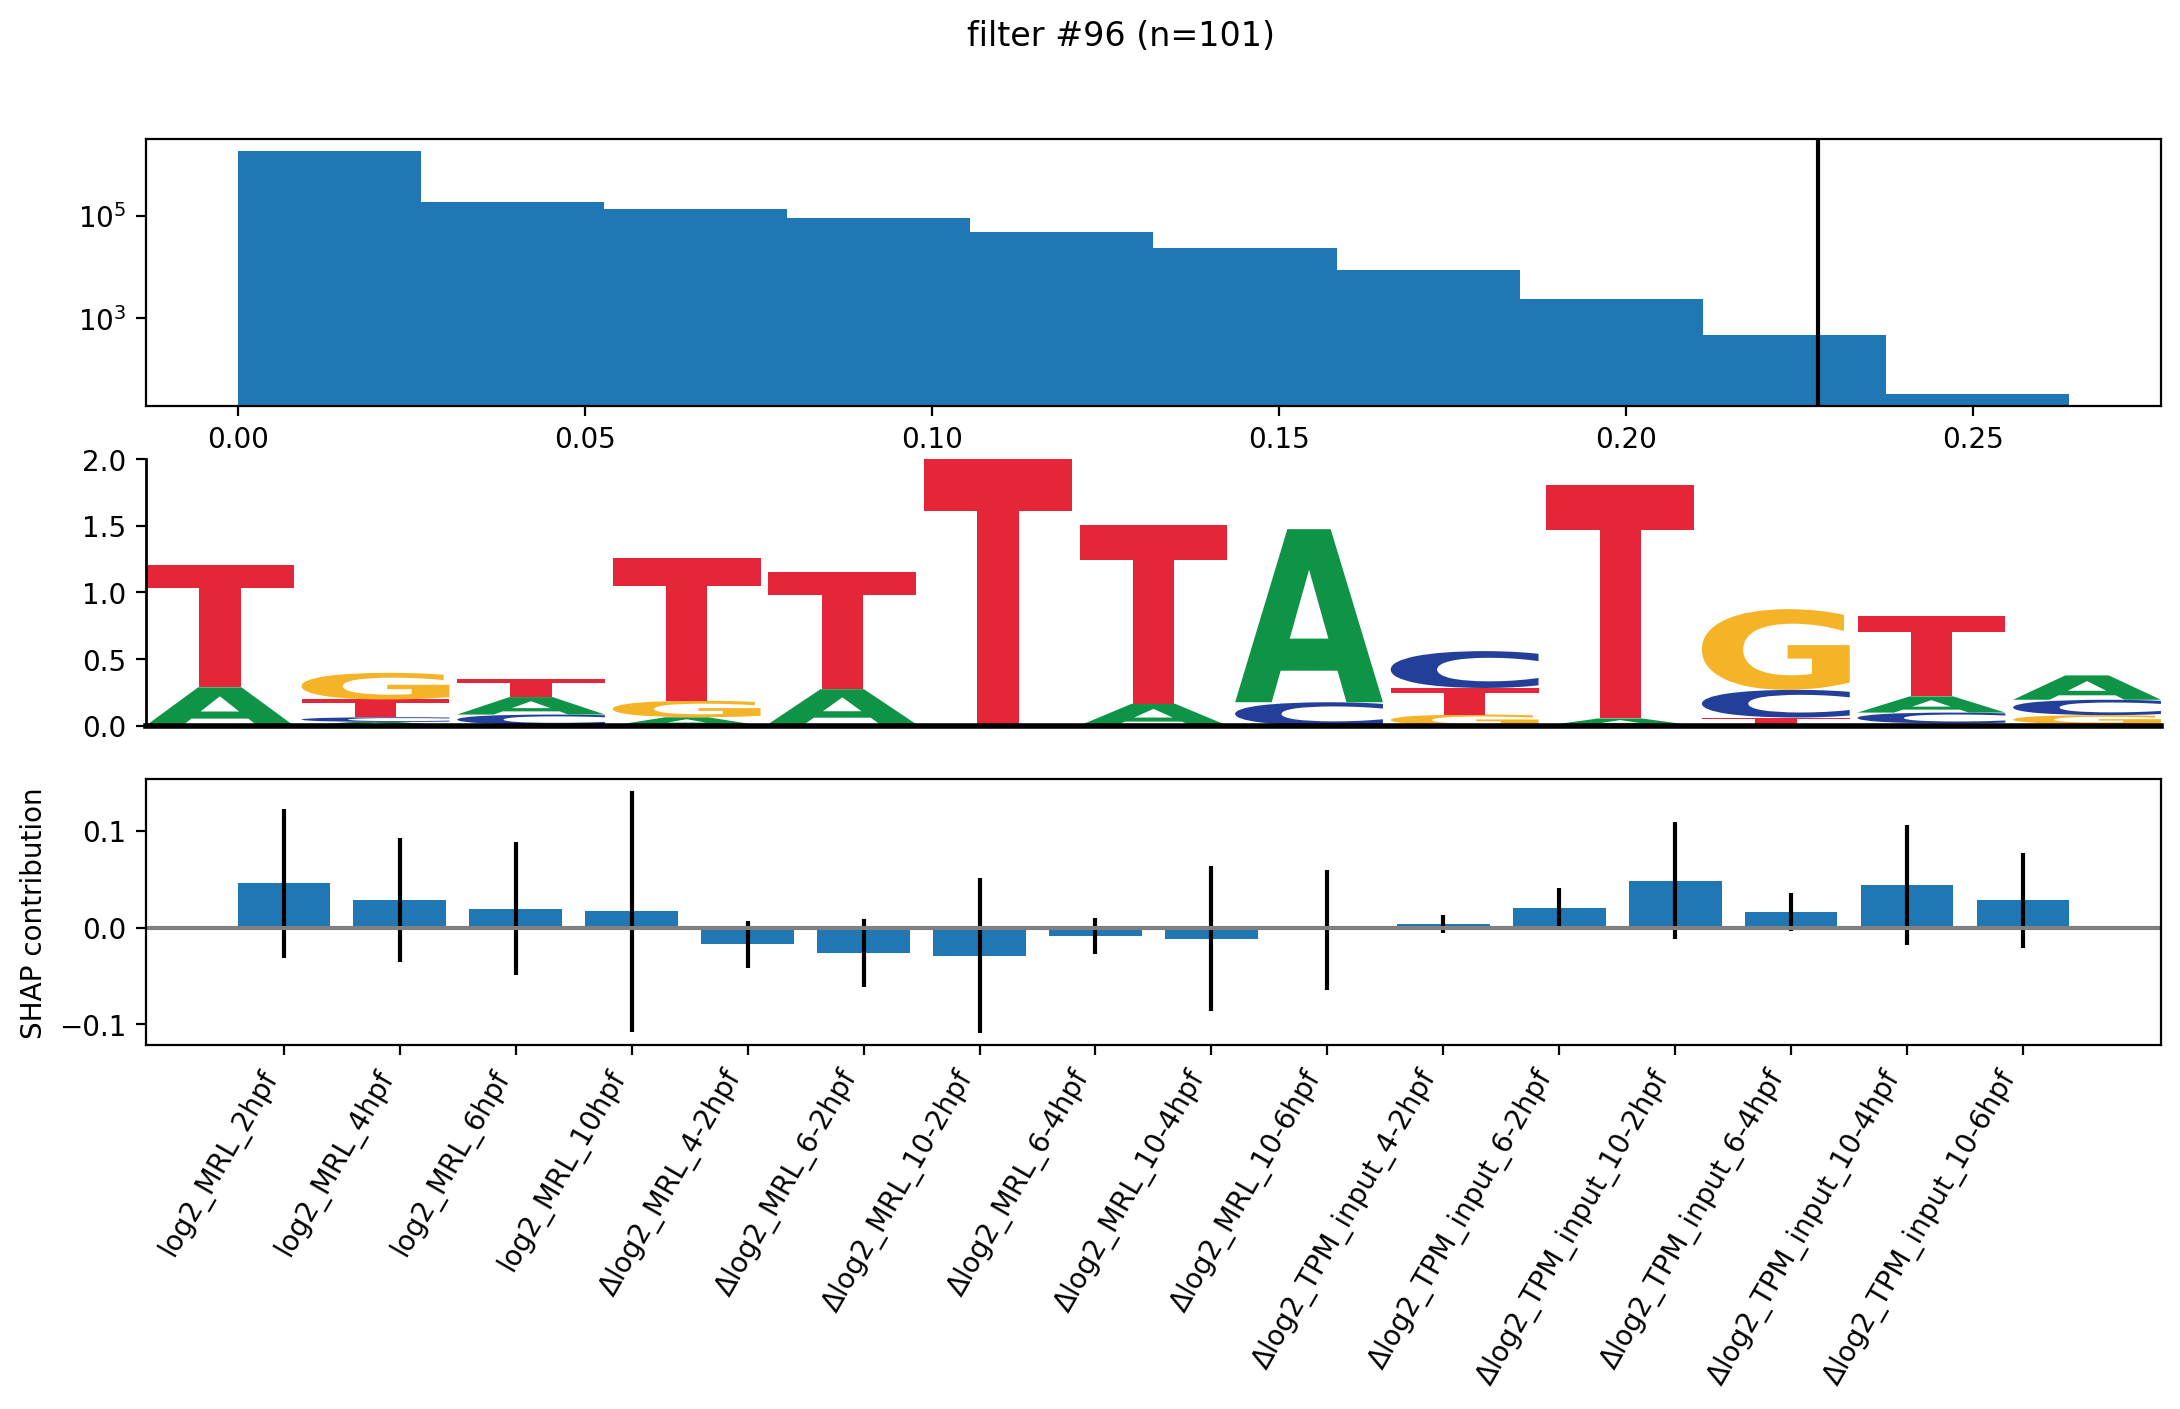 filter #96 (n=101)
10⁵
10³
0.00 0.05 0.10 0.15 0.20 0.25
2.0
1.5
1.0
0.5
0.0
T G T T T T T A C T G T A
A T A G A A C T A C A C
C C A G T C G
SHAP contribution
0.1
0.0
−0.1
log2_MRL_2hpf
log2_MRL_4hpf
log2_MRL_6hpf
log2_MRL_10hpf
Δlog2_MRL_4-2hpf
Δlog2_MRL_6-2hpf
Δlog2_MRL_10-2hpf
Δlog2_MRL_6-4hpf
Δlog2_MRL_10-4hpf
Δlog2_MRL_10-6hpf
Δlog2_TPM_input_4-2hpf
Δlog2_TPM_input_6-2hpf
Δlog2_TPM_input_10-2hpf
Δlog2_TPM_input_6-4hpf
Δlog2_TPM_input_10-4hpf
Δlog2_TPM_input_10-6hpf